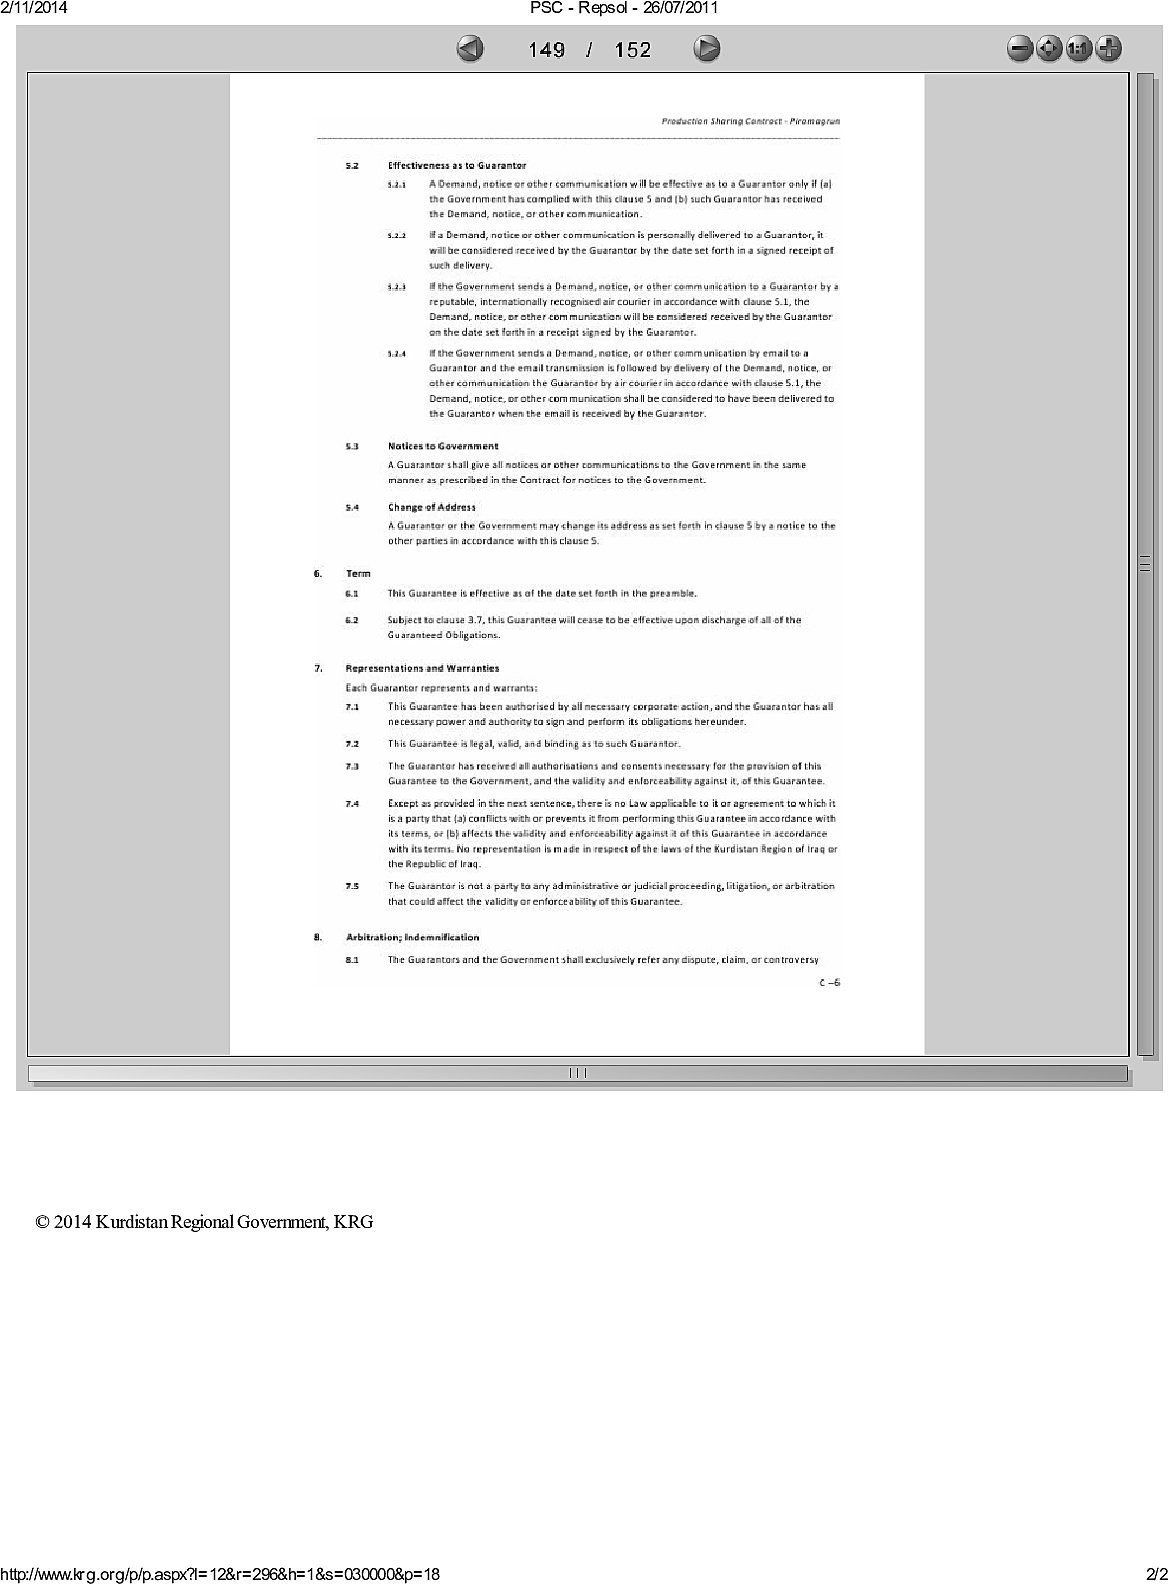 2/11/2014
PSC - Repsol - 26/07/2011
149 / 152
1:1
Production Sharing Contract - Piramagrun
5.2 Effectiveness as to Guarantor
5.2.1 A Demand, notice or other communication will be effective as to a Guarantor only if (a)
the Government has complied with this clause 5 and (b) such Guarantor has received
the Demand, notice, or other communication.
5.2.2 If a Demand, notice or other communication is personally delivered to a Guarantor, it
will be considered received by the Guarantor by the date set forth in a signed receipt of
such delivery.
5.2.3 If the Government sends a Demand, notice, or other communication to a Guarantor by a
reputable, internationally recognised air courier in accordance with clause 5.1, the
Demand, notice, or other communication will be considered received by the Guarantor
on the date set forth in a receipt signed by the Guarantor.
5.2.4 If the Government sends a Demand, notice, or other communication by email to a
Guarantor and the email transmission is followed by delivery of the Demand, notice, or
other communication the Guarantor by air courier in accordance with clause 5.1, the
Demand, notice, or other communication shall be considered to have been delivered to
the Guarantor when the email is received by the Guarantor.
5.3 Notices to Government
A Guarantor shall give all notices or other communications to the Government in the same
manner as prescribed in the Contract for notices to the Government.
5.4 Change of Address
A Guarantor or the Government may change its address as set forth in clause 5 by a notice to the
other parties in accordance with this clause 5.
6. Term
6.1 This Guarantee is effective as of the date set forth in the preamble.
6.2 Subject to clause 3.7, this Guarantee will cease to be effective upon discharge of all of the
Guaranteed Obligations.
7. Representations and Warranties
Each Guarantor represents and warrants:
7.1 This Guarantee has been authorised by all necessary corporate action, and the Guarantor has all
necessary power and authority to sign and perform its obligations hereunder.
7.2 This Guarantee is legal, valid, and binding as to such Guarantor.
7.3 The Guarantor has received all authorisations and consents necessary for the provision of this
Guarantee to the Government, and the validity and enforceability against it, of this Guarantee.
7.4 Except as provided in the next sentence, there is no Law applicable to it or agreement to which it
is a party that (a) conflicts with or prevents it from performing this Guarantee in accordance with
its terms, or (b) affects the validity and enforceability against it of this Guarantee in accordance
with its terms. No representation is made in respect of the laws of the Kurdistan Region of Iraq or
the Republic of Iraq.
7.5 The Guarantor is not a party to any administrative or judicial proceeding, litigation, or arbitration
that could affect the validity or enforceability of this Guarantee.
8. Arbitration; Indemnification
8.1 The Guarantors and the Government shall exclusively refer any dispute, claim, or controversy
C –6
© 2014 Kurdistan Regional Government, KRG
http://www.krg.org/p/p.aspx?l=12&r=296&h=1&s=030000&p=18
2/2